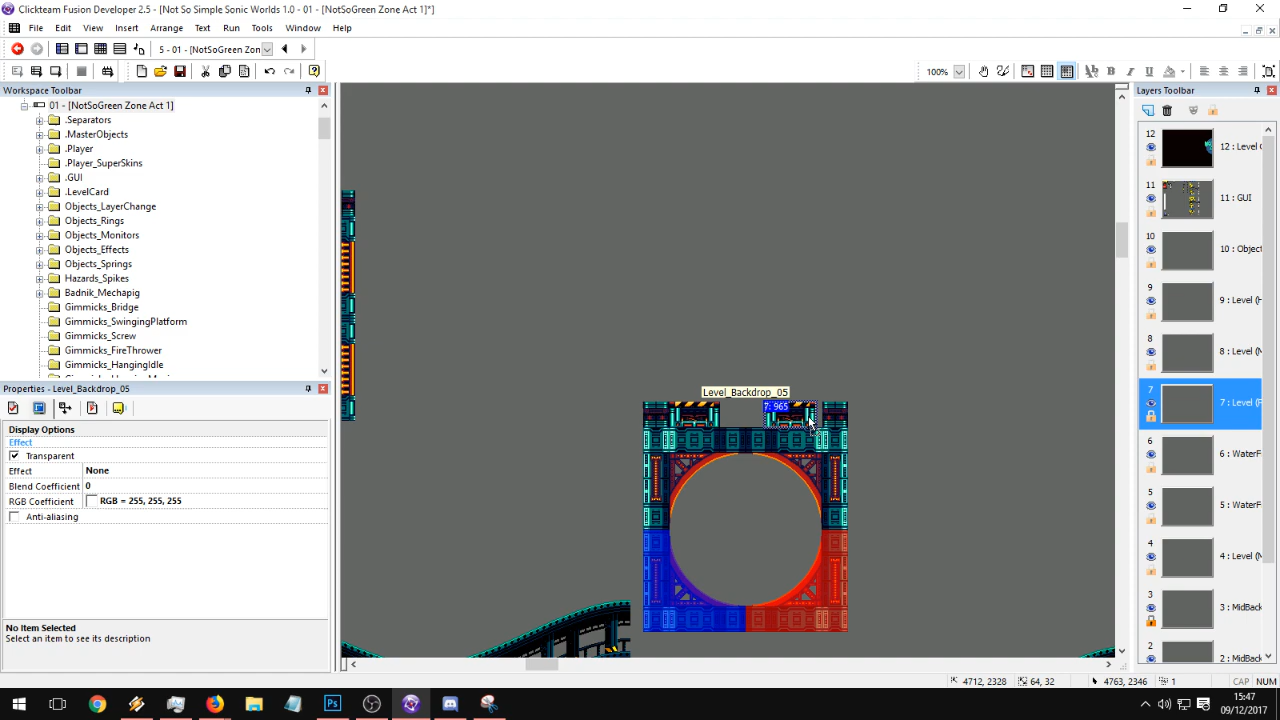 Clickteam Fusion Developer 2.5 - [Not So Simple Sonic Worlds 1.0 - 01 - [NotSoGreen Zone Act 1]*]
File Edit View Insert Arrange Text Run Tools Window Help
5 - 01 - [NotSoGreen Zon
100%
Workspace Toolbar
01 - [NotSoGreen Zone Act 1]
.Separators
.MasterObjects
.Player
.Player_SuperSkins
.GUI
.LevelCard
Objects_LayerChange
Objects_Rings
Objects_Monitors
Objects_Effects
Objects_Springs
Hazards_Spikes
Badnik_Mechapig
Gimmicks_Bridge
Gimmicks_SwingingPlatform
Gimmicks_Screw
Gimmicks_FireThrower
Gimmicks_HangingIdle
Properties - Level_Backdrop_05
Display Options
Effect
Transparent
Effect None
Blend Coefficient 0
RGB Coefficient RGB = 255, 255, 255
Anti-aliasing
No Item Selected
Select an item to see its description
Level_Backdrop_05
7: 965
Layers Toolbar
12 12 : Level
11 11 : GUI
10 10 : Object
9 9 : Level (
8 8 : Level (
7 7 : Level (
6 6 : WaterF
5 5 : WaterF
4 4 : Level (
3 3 : MidBack
2 2 : MidBack
4712, 2328 64, 32 4763, 2346 1 CAP NUM
15:47
09/12/2017